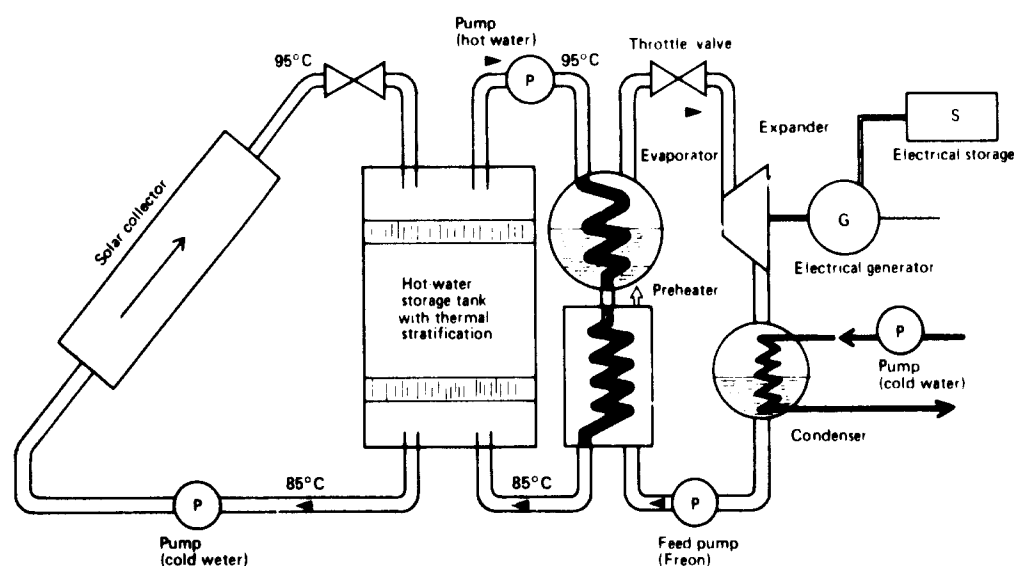 Pump
(hot water)
95°C
P
95°C
Throttle valve
Expander
S
Electrical storage
Evaporator
Solar collector
G
Electrical generator
Hot-water
storage tank
with thermal
stratification
Preheater
P
Pump
(cold water)
Condenser
85°C
85°C
P
P
Pump
(cold weter)
Feed pump
(Freon)